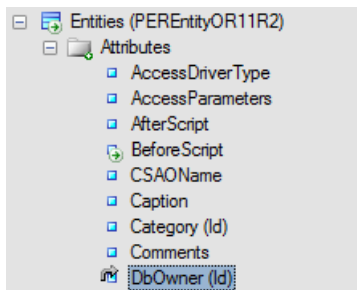 Entities (PEREntityOR11R2)
Attributes
AccessDriverType
AccessParameters
AfterScript
BeforeScript
CSAOName
Caption
Category (Id)
Comments
DbOwner (Id)